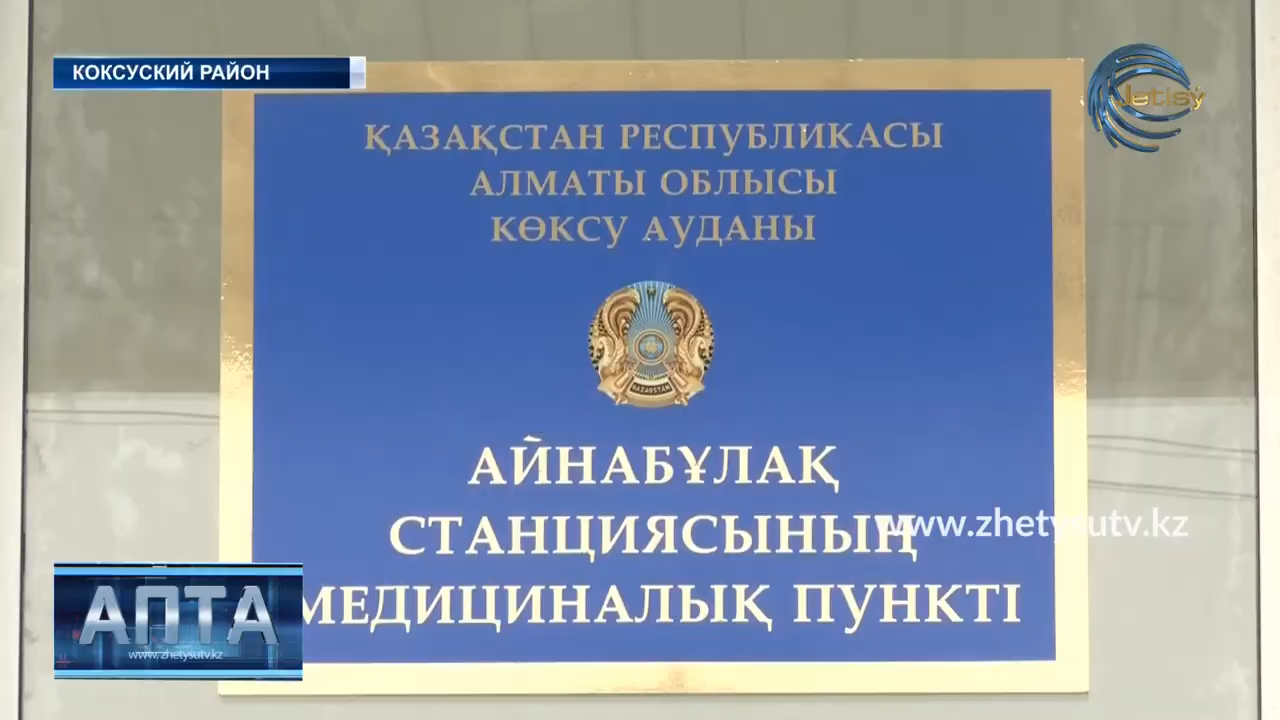 КОКСУСКИЙ РАЙОН
Jetisý
ҚАЗАҚСТАН РЕСПУБЛИКАСЫ
АЛМАТЫ ОБЛЫСЫ
КӨКСУ АУДАНЫ
QAZAQSTAN
АЙНАБҰЛАҚ
СТАНЦИЯСЫНЫҢ
www.zhetysutv.kz
МЕДИЦИНАЛЫҚ ПУНКТІ
АПТА
www.zhetysutv.kz